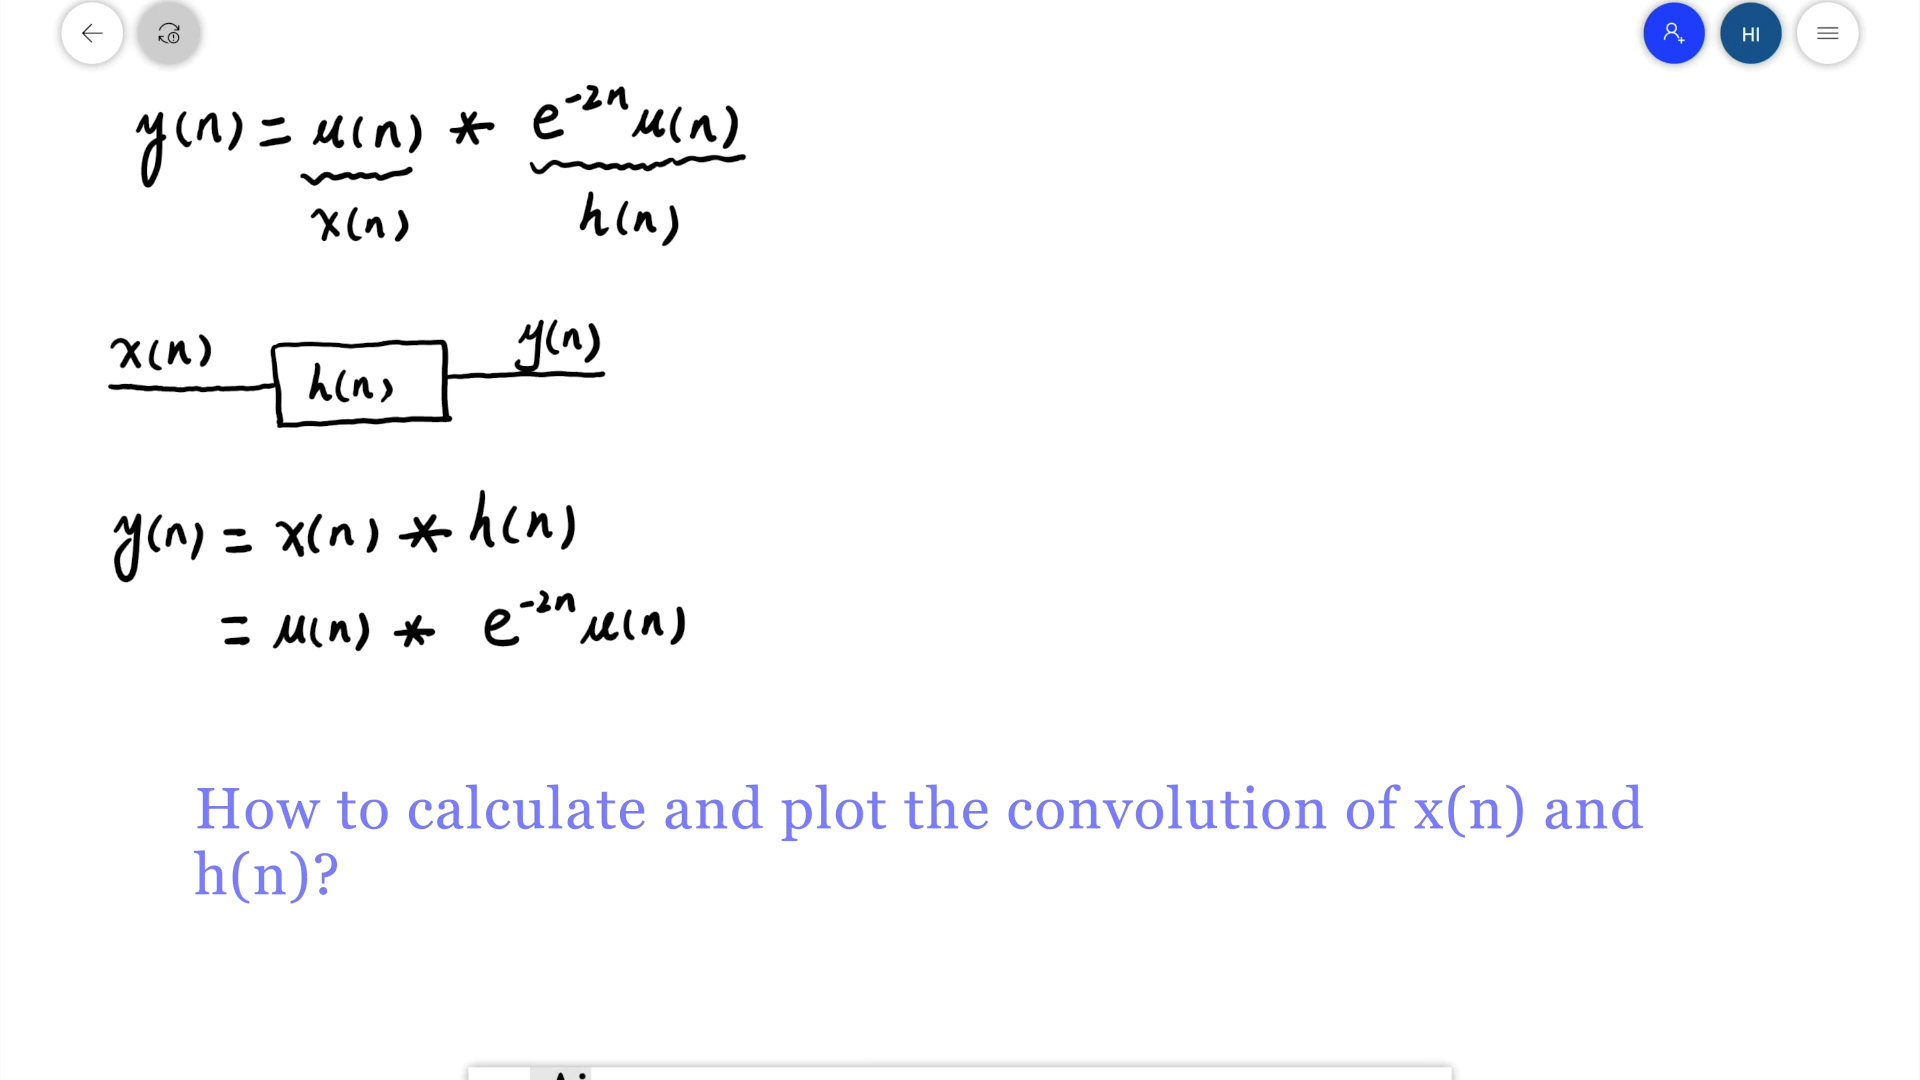 HI
y(n) = u(n) * e^{-2n} u(n)
x(n) h(n)
x(n) h(n) y(n)
y(n) = x(n) * h(n)
= u(n) * e^{-2n} u(n)
How to calculate and plot the convolution of x(n) and
h(n)?